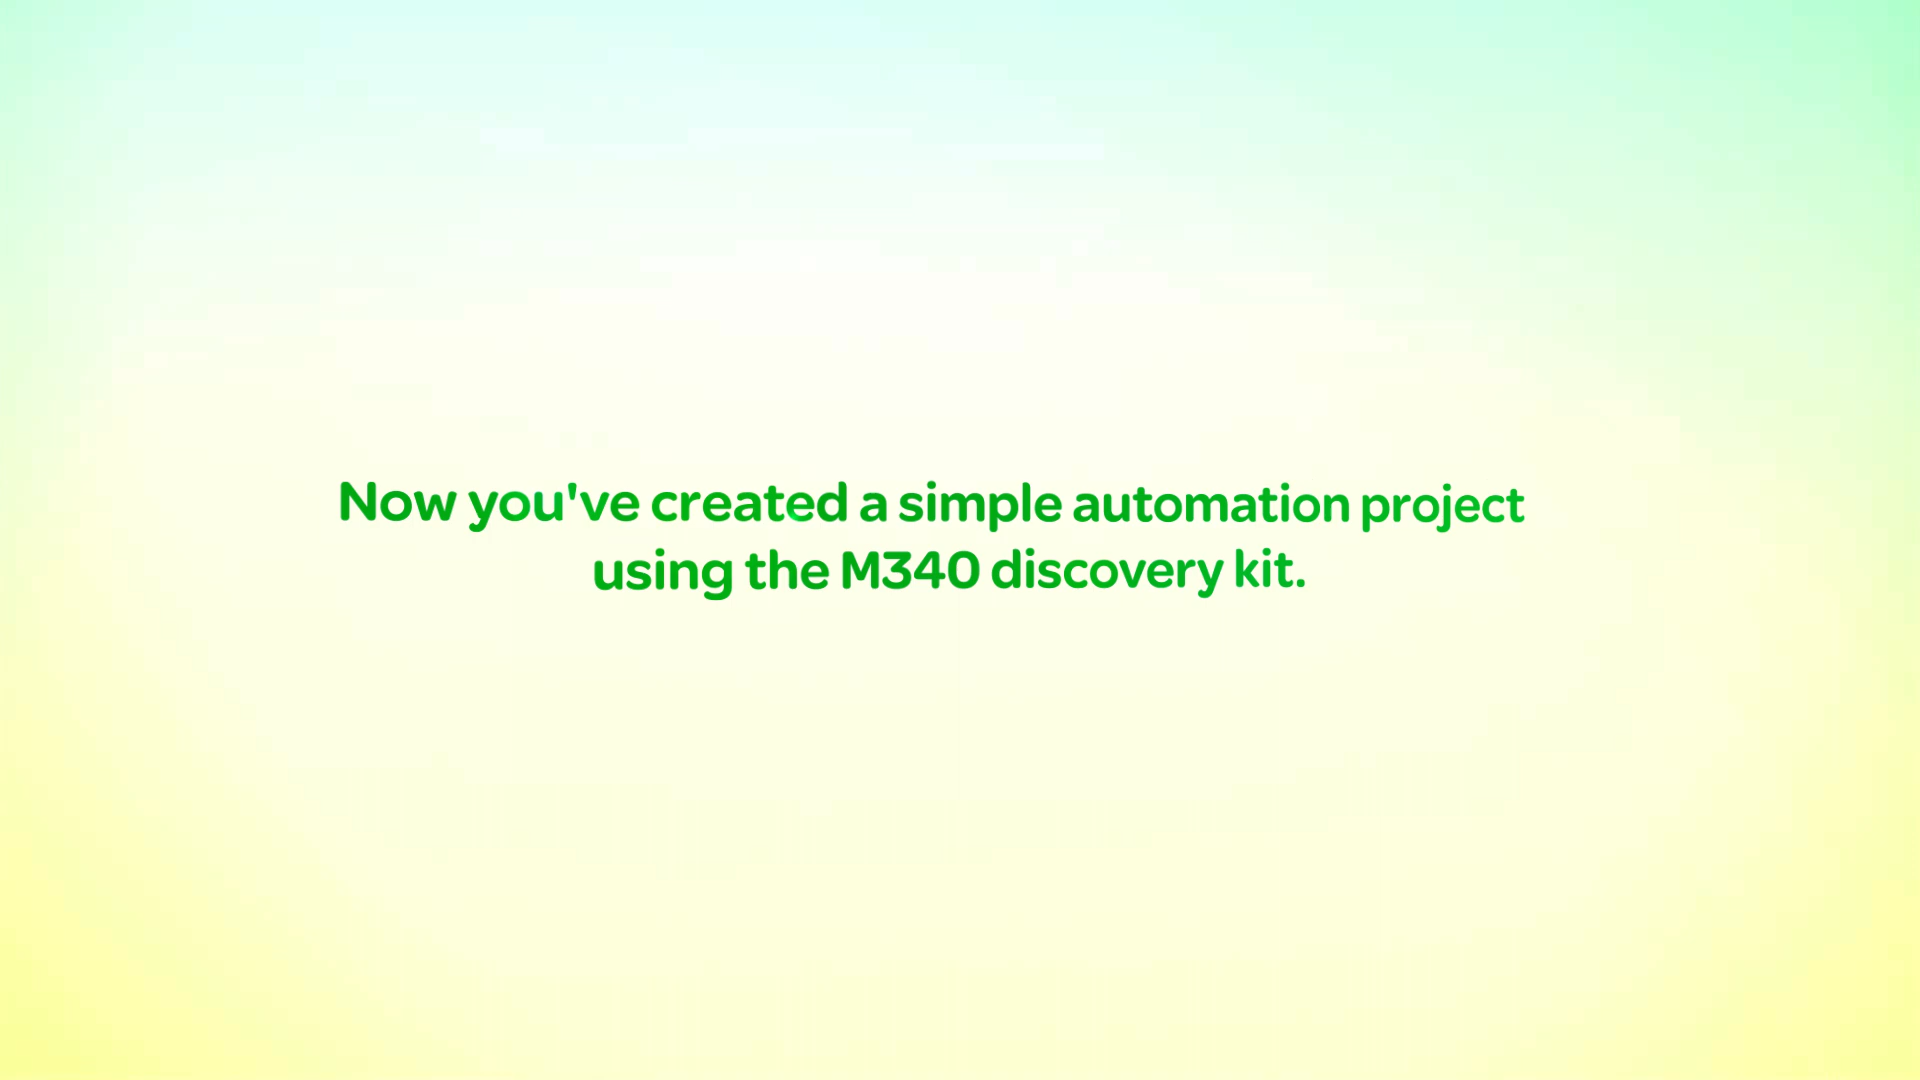 Now you've created a simple automation project
using the M340 discovery kit.